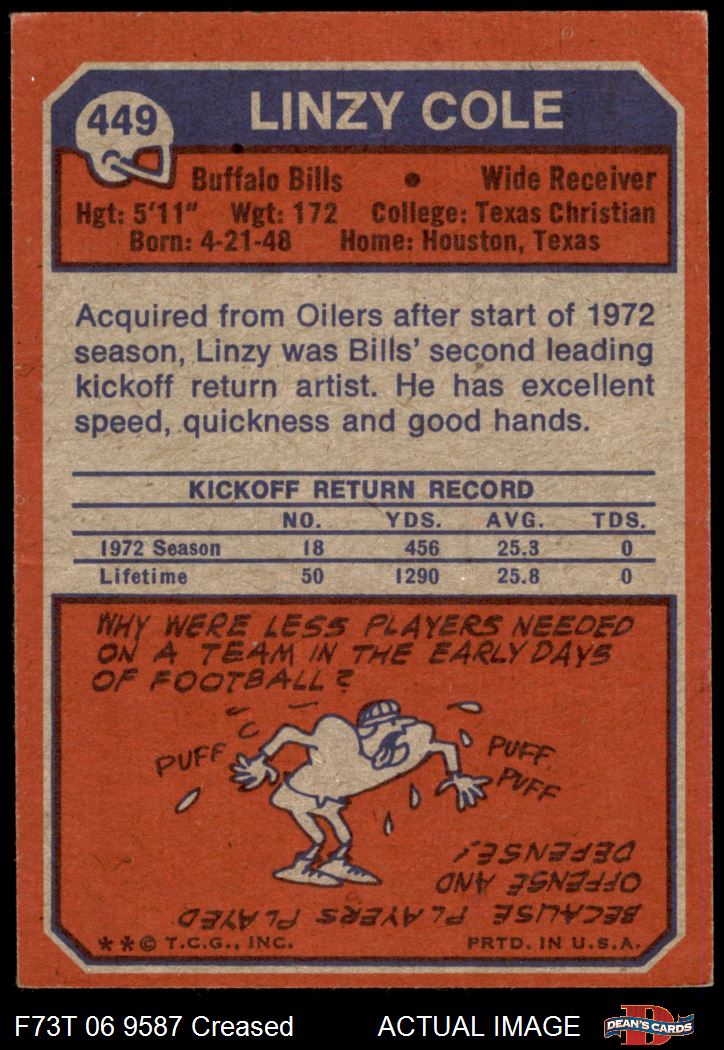 449
LINZY COLE
Buffalo Bills • Wide Receiver
Hgt: 5'11" Wgt: 172 College: Texas Christian
Born: 4-21-48 Home: Houston, Texas
Acquired from Oilers after start of 1972
season, Linzy was Bills' second leading
kickoff return artist. He has excellent
speed, quickness and good hands.
KICKOFF RETURN RECORD
NO. YDS. AVG. TDS.
1972 Season 18 456 25.3 0
Lifetime 50 1290 25.8 0
WHY WERE LESS PLAYERS NEEDED
ON A TEAM IN THE EARLY DAYS
OF FOOTBALL?
PUFF
PUFF
PUFF
BECAUSE PLAYERS PLAYED
OFFENSE AND
DEFENSE!
**© T.C.G., INC. PRTD. IN U.S.A.
F73T 06 9587 Creased ACTUAL IMAGE
D
DEAN'S CARDS